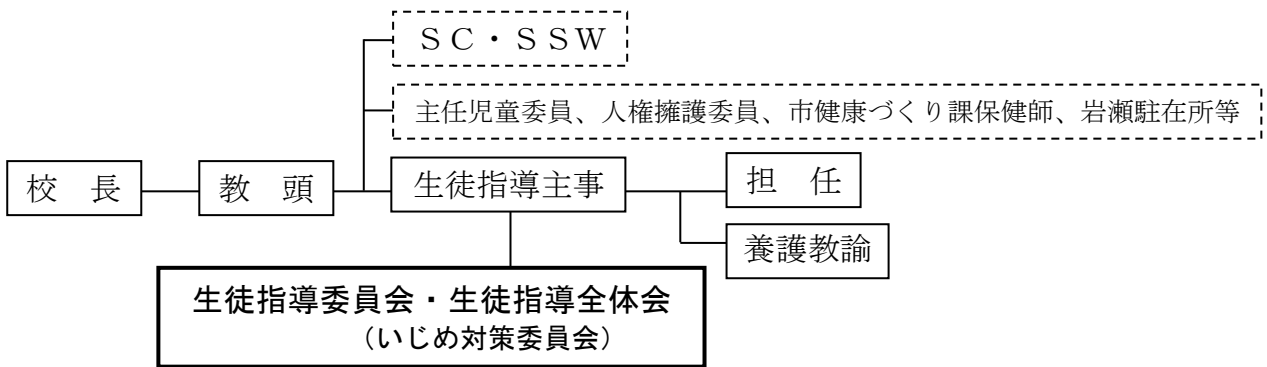 ＳＣ・ＳＳＷ
主任児童委員、人権擁護委員、市健康づくり課保健師、岩瀬駐在所等
校　長
教　頭
生徒指導主事
担　任
養護教諭
生徒指導委員会・生徒指導全体会
（いじめ対策委員会）